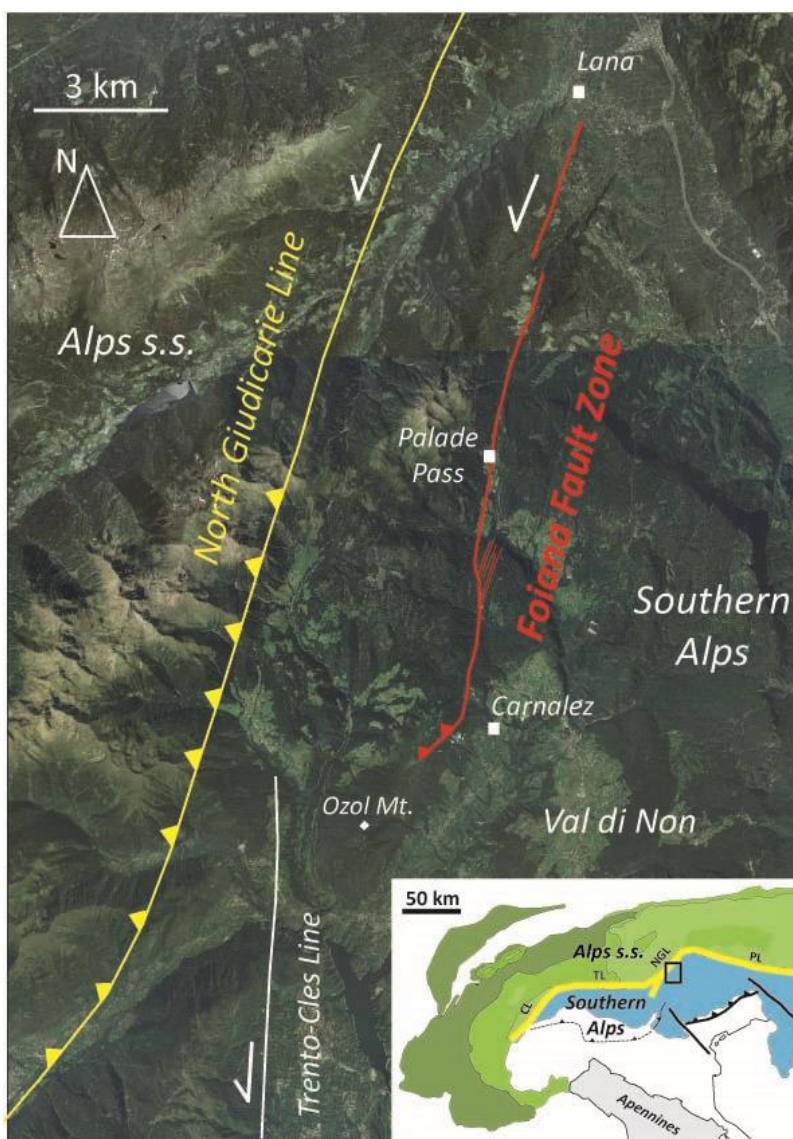 Lana
3 km
N
North Giudicarie Line
Alps s.s.
Foiana Fault Zone
Palade
Pass
Southern
Alps
Carnalez
Ozol Mt.
Val di Non
Trento-Cles Line
50 km
Alps s.s.
NGL
PL
TL
CL
Southern
Alps
Apennines